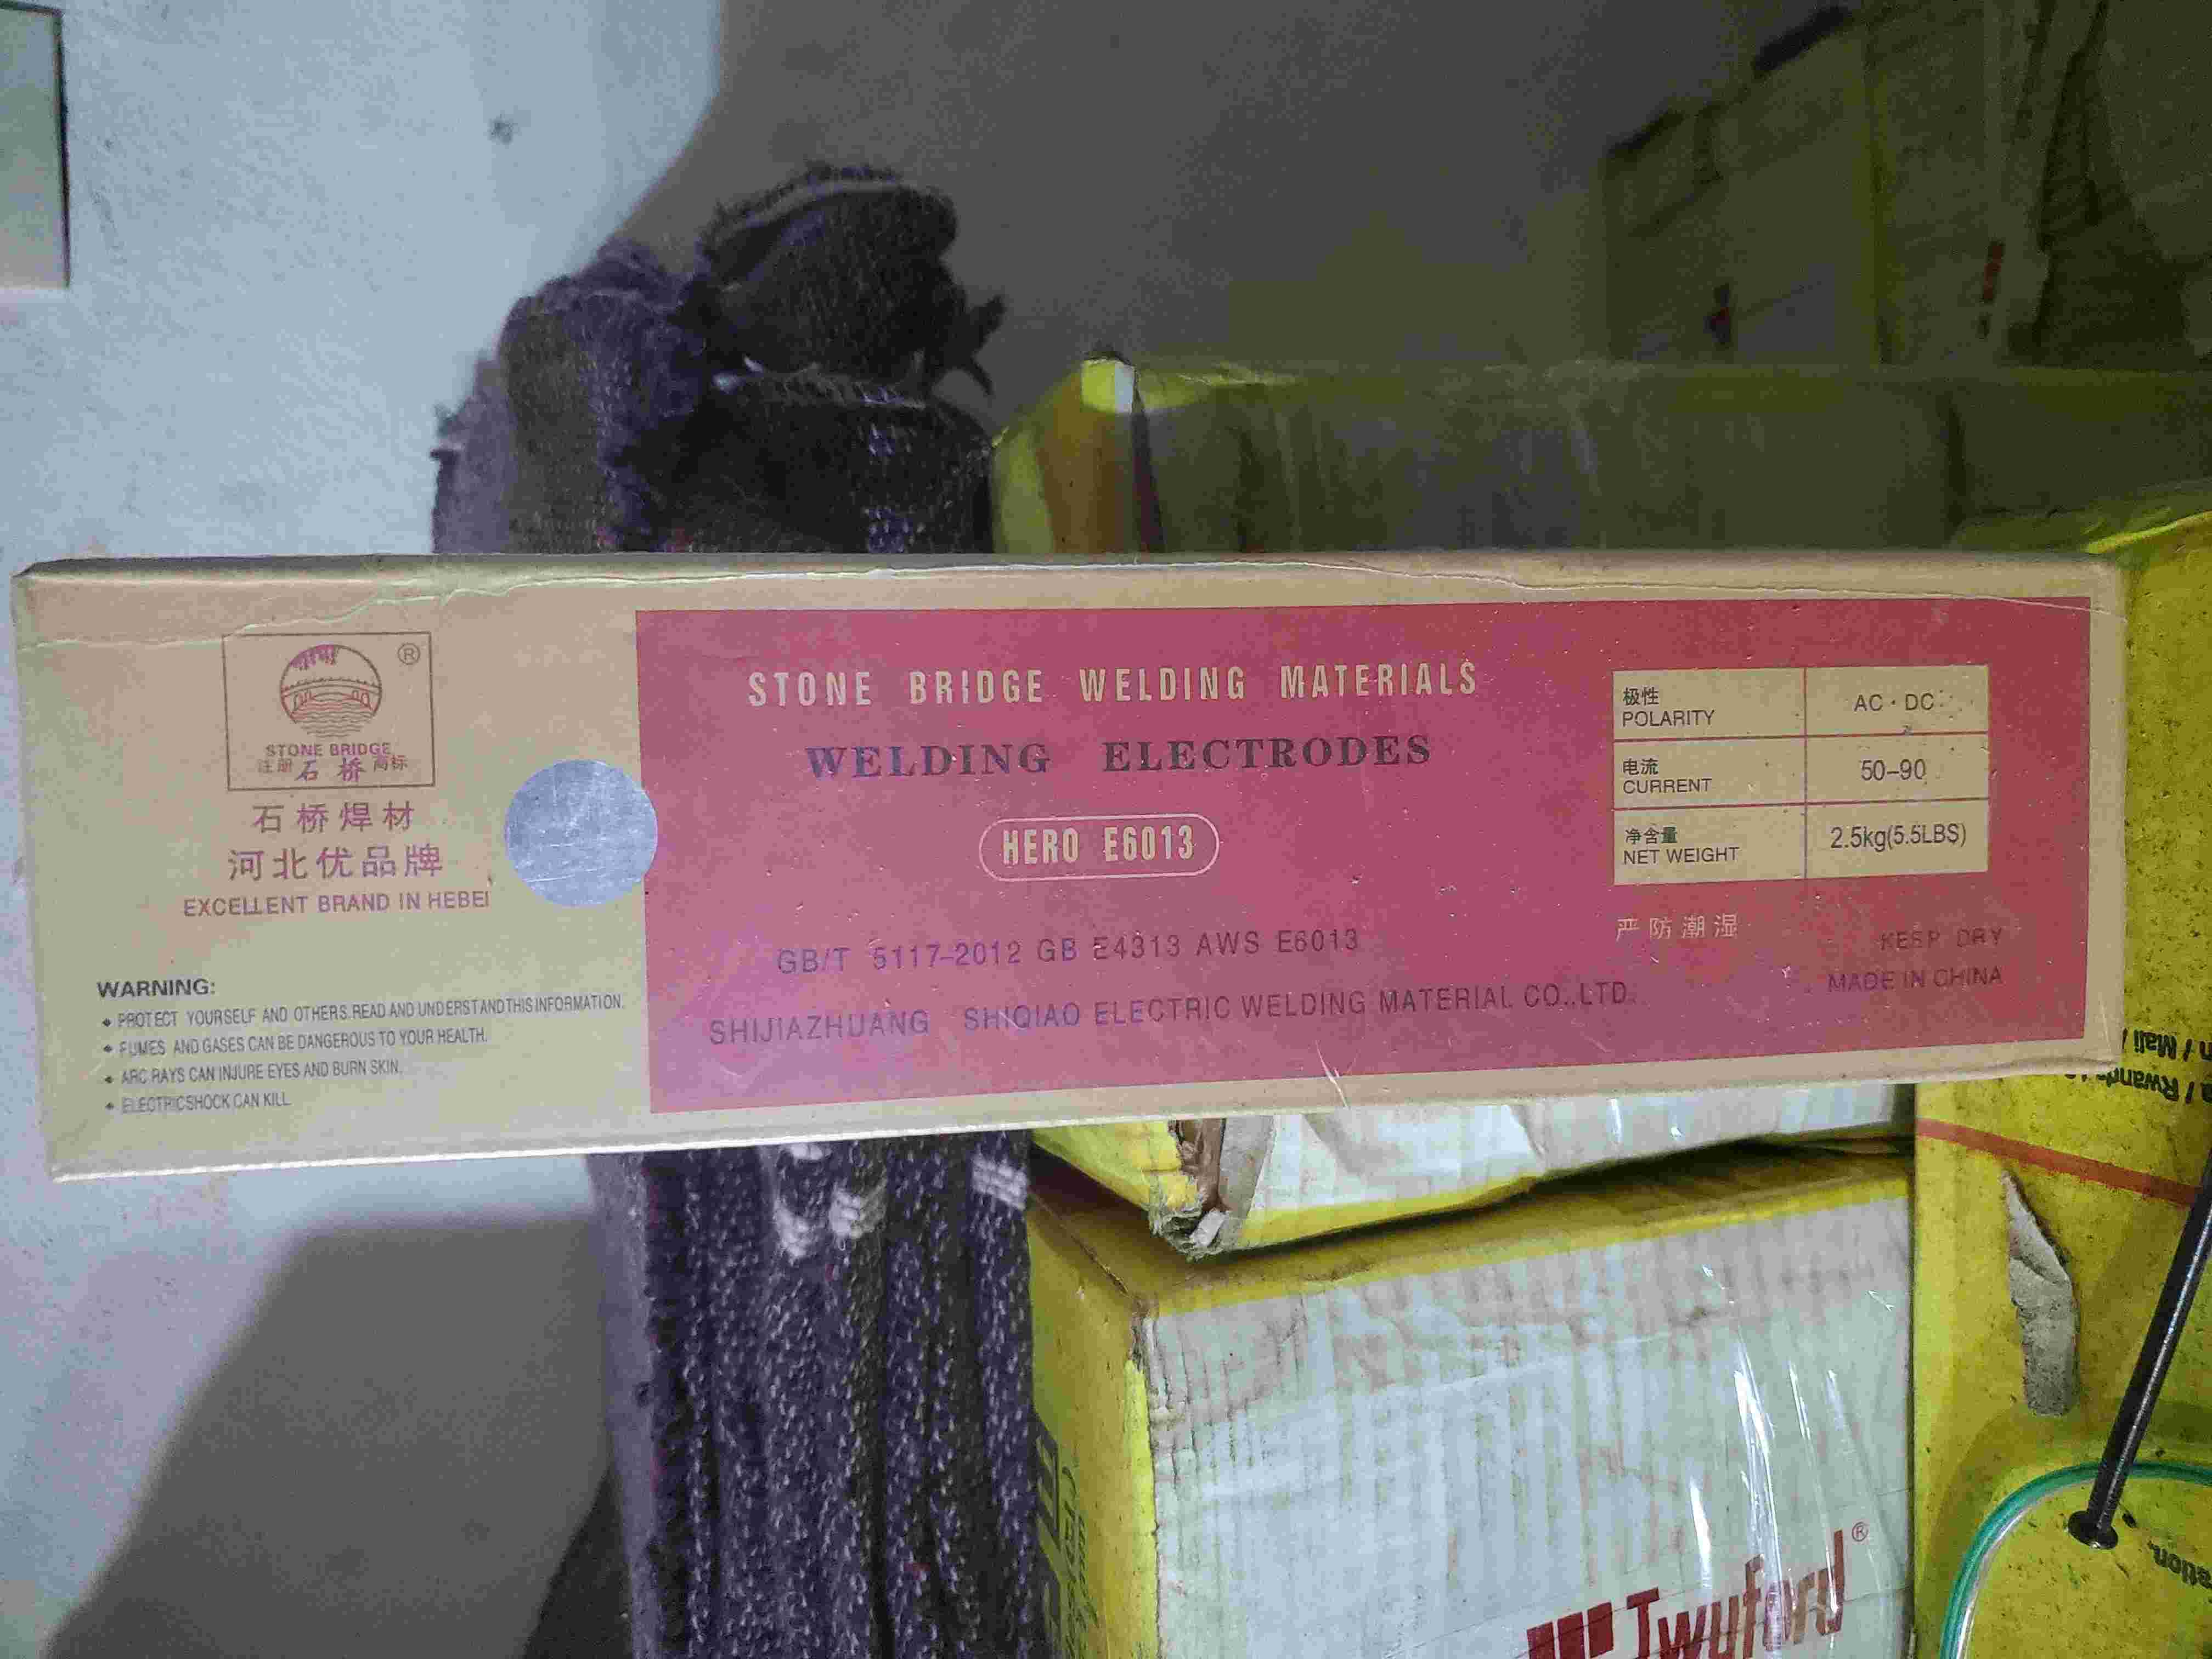 ®
STONE BRIDGE
注册 石桥 商标
石桥焊材
河北优品牌
EXCELLENT BRAND IN HEBEI
WARNING:
PROTECT YOURSELF AND OTHERS.READ AND UNDERSTAND THIS INFORMATION.
FUMES AND GASES CAN BE DANGEROUS TO YOUR HEALTH.
ARC RAYS CAN INJURE EYES AND BURN SKIN.
ELECTRICSHOCK CAN KILL
STONE BRIDGE WELDING MATERIALS
WELDING ELECTRODES
HERO E6013
GB/T 5117-2012 GB E4313 AWS E6013
SHIJIAZHUANG SHIQIAO ELECTRIC WELDING MATERIAL CO.,LTD.
极性
POLARITY
AC·DC
电流
CURRENT
50-90
净含量
NET WEIGHT
2.5kg(5.5LBS)
严防潮湿
KEEP DRY
MADE IN CHINA
/ Mali /
/ Rwanda
Twyford®